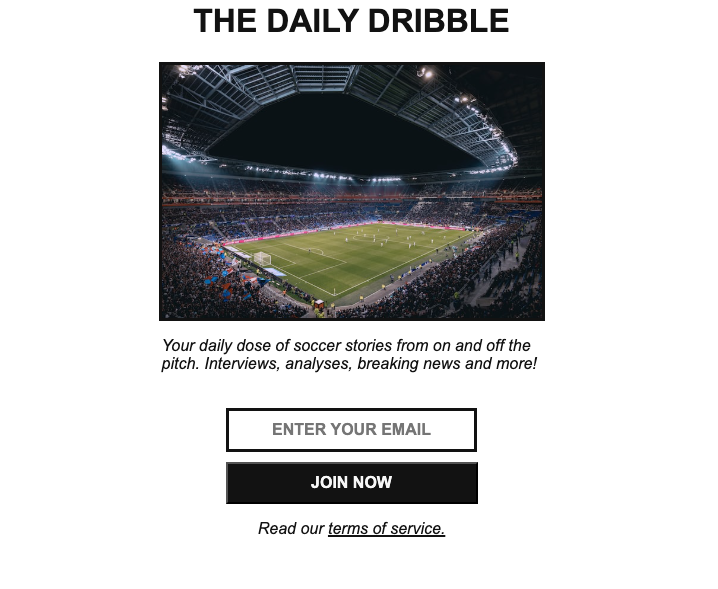 THE DAILY DRIBBLE
Your daily dose of soccer stories from on and off the
pitch. Interviews, analyses, breaking news and more!
ENTER YOUR EMAIL
JOIN NOW
Read our terms of service.